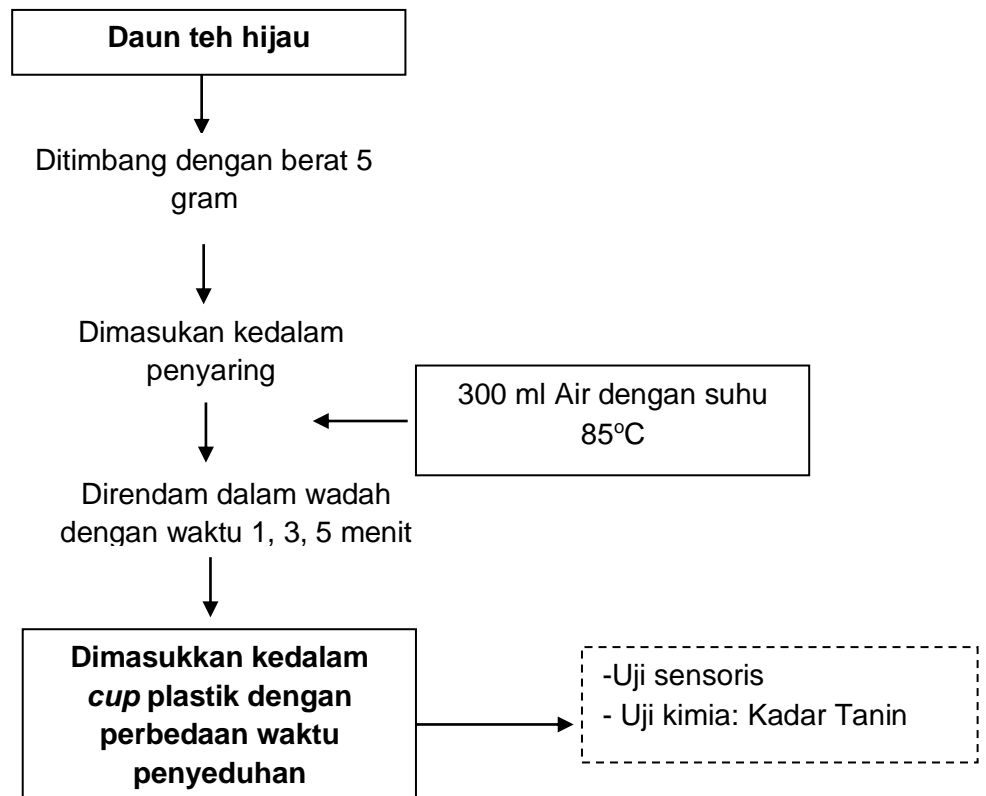 Daun teh hijau
Ditimbang dengan berat 5
gram
Dimasukan kedalam
penyaring
300 ml Air dengan suhu
85°C
Direndam dalam wadah
dengan waktu 1, 3, 5 menit
Dimasukkan kedalam
cup plastik dengan
perbedaan waktu
penyeduhan
-Uji sensoris
- Uji kimia: Kadar Tanin